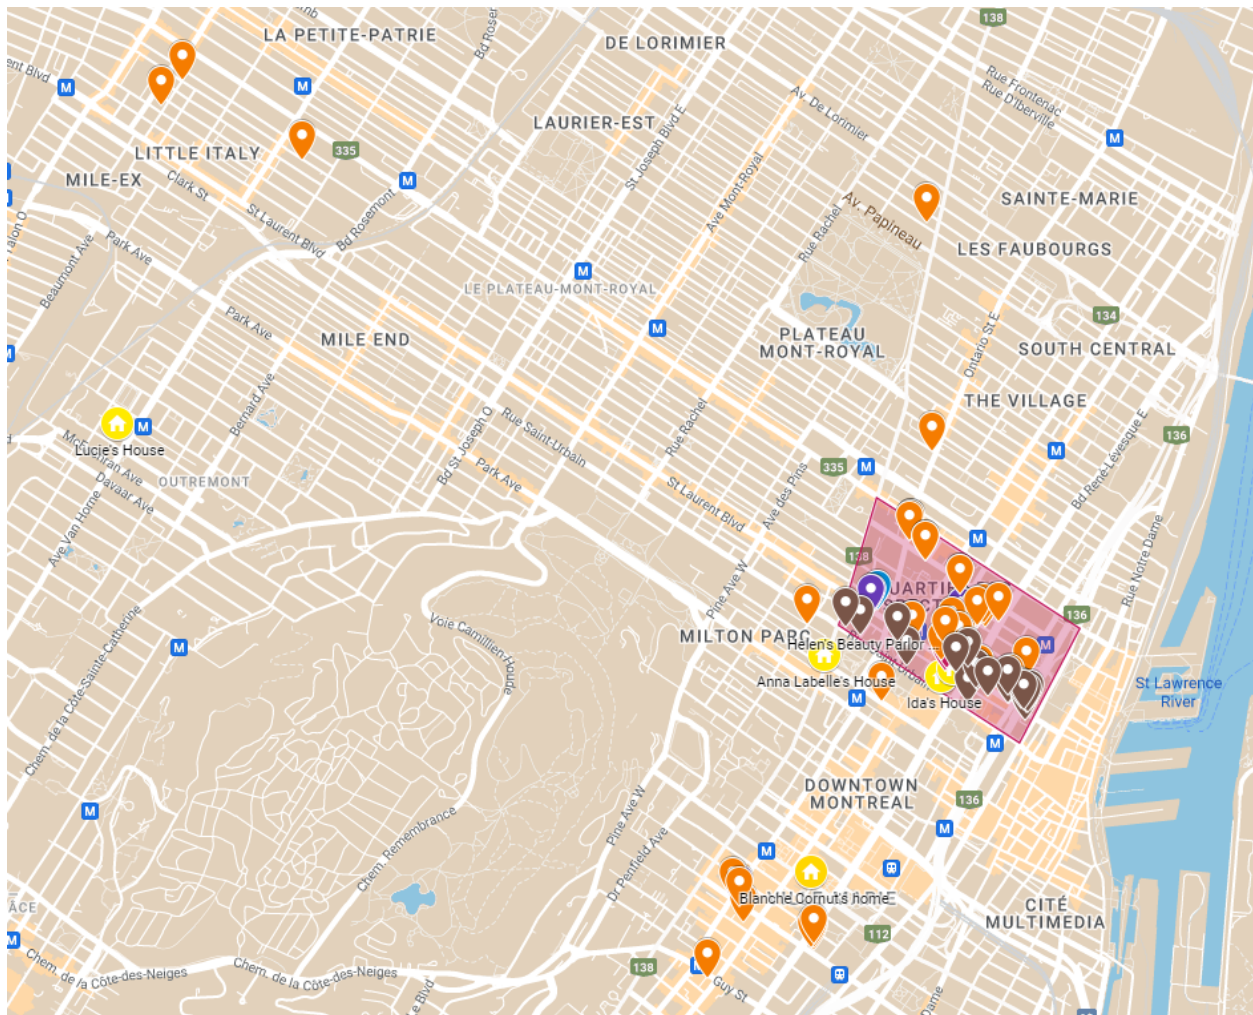 138
LA PETITE-PATRIE
DE LORIMIER
Bd Rosemont
Rue Frontenac
Rue D'Iberville
Av. De Lorimier
M
M
M
LAURIER-EST
St Joseph Blvd E
Ave Mont-Royal
LITTLE ITALY
335
MILE-EX
M
Clark St
St Laurent Blvd
Beaumont Ave
Park Ave
SAINTE-MARIE
Av. Papineau
Rue Rachel
LES FAUBOURGS
M
LE PLATEAU-MONT-ROYAL
Park Ave
MILE END
M
134
PLATEAU
MONT-ROYAL
Ontario St E
SOUTH CENTRAL
Bernard Ave
THE VILLAGE
Rue Saint-Urbain
Rue Rachel
Bd St-Joseph O
M
Lucie's House
136
M
Bd René-Lévesque E
McEachran Ave
Davaar Ave
OUTREMONT
Park Ave
335
M
Ave Van Horne
St Laurent Blvd
Ave des Pins
Rue Notre Dame
138
M
Pine Ave W
136
Chem. de la Côte-Sainte-Catherine
Voie Camillien-Houde
MILTON PARC
Helen's Beauty Parlor ...
M
M
Anna Labelle's House
Ida's House
M
St Lawrence
River
M
DOWNTOWN
MONTREAL
136
Pine Ave W
M
Chem. Remembrance
Dr Penfield Ave
M
M
Blanche Cornut's home
CITÉ
MULTIMEDIA
112
M
Chem. de la Côte-des-Neiges
Chem. de la Côte-des-Neiges
138
Guy St